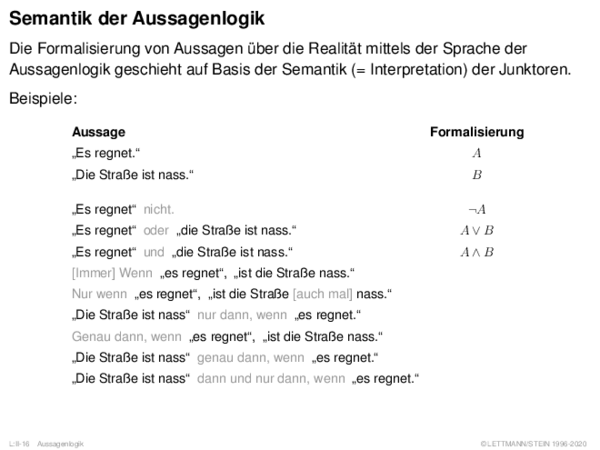 Semantik der Aussagenlogik
Die Formalisierung von Aussagen über die Realität mittels der Sprache der
Aussagenlogik geschieht auf Basis der Semantik (= Interpretation) der Junktoren.
Beispiele:
Aussage Formalisierung
„Es regnet.“ A
„Die Straße ist nass.“ B
„Es regnet“ nicht. ¬A
„Es regnet“ oder „die Straße ist nass.“ A ∨ B
„Es regnet“ und „die Straße ist nass.“ A ∧ B
[Immer] Wenn „es regnet“, „ist die Straße nass.“
Nur wenn „es regnet“, „ist die Straße [auch mal] nass.“
„Die Straße ist nass“ nur dann, wenn „es regnet.“
Genau dann, wenn „es regnet“, „ist die Straße nass.“
„Die Straße ist nass“ genau dann, wenn „es regnet.“
„Die Straße ist nass“ dann und nur dann, wenn „es regnet.“
L:II-16 Aussagenlogik © LETTMANN/STEIN 1996-2020